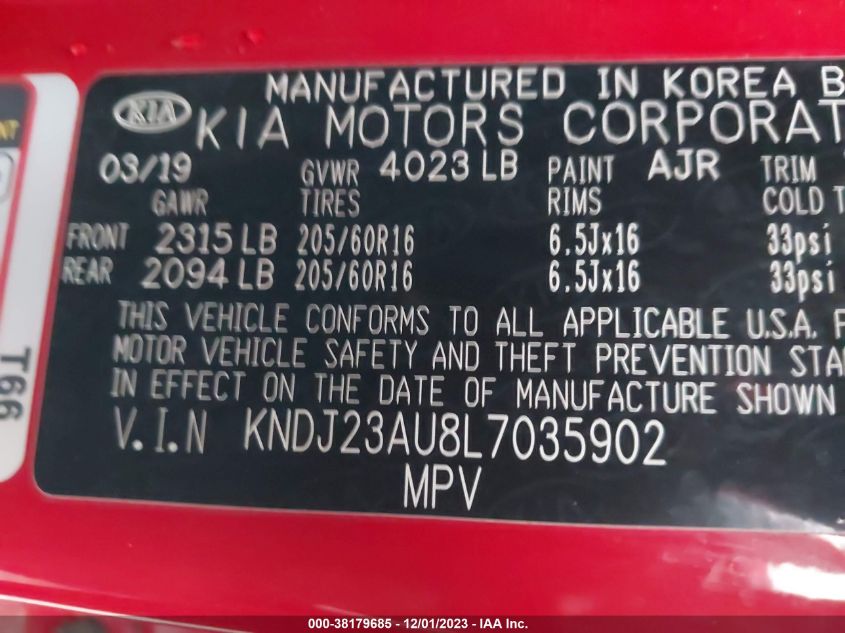 MANUFACTURED IN KOREA B
KIA KIA MOTORS CORPORAT
03/19 GVWR 4023 LB PAINT AJR TRIM
GAWR TIRES RIMS COLD T
FRONT 2315 LB 205/60R16 6.5Jx16 33psi
REAR 2094 LB 205/60R16 6.5Jx16 33psi
THIS VEHICLE CONFORMS TO ALL APPLICABLE U.S.A. F
MOTOR VEHICLE SAFETY AND THEFT PREVENTION STA
IN EFFECT ON THE DATE OF MANUFACTURE SHOWN
V.I.N KNDJ23AU8L7035902
MPV
T66
000-38179685 - 12/01/2023 - IAAI.COM